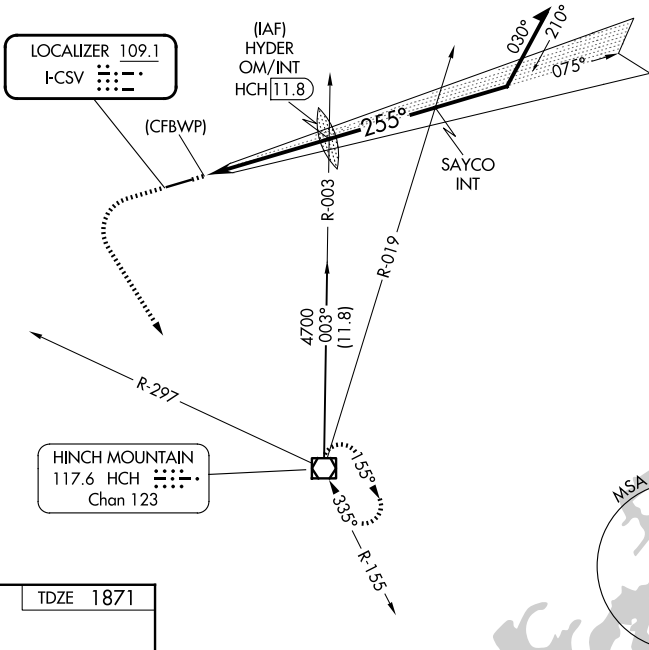 LOCALIZER 109.1
I-CSV
(IAF)
HYDER
OM/INT
HCH 11.8
030°
210°
075°
(CFBWP)
255°
SAYCO
INT
R-003
R-019
4700
003°
(11.8)
R-297
HINCH MOUNTAIN
117.6 HCH
Chan 123
155°
335°
R-155
MSA
TDZE 1871